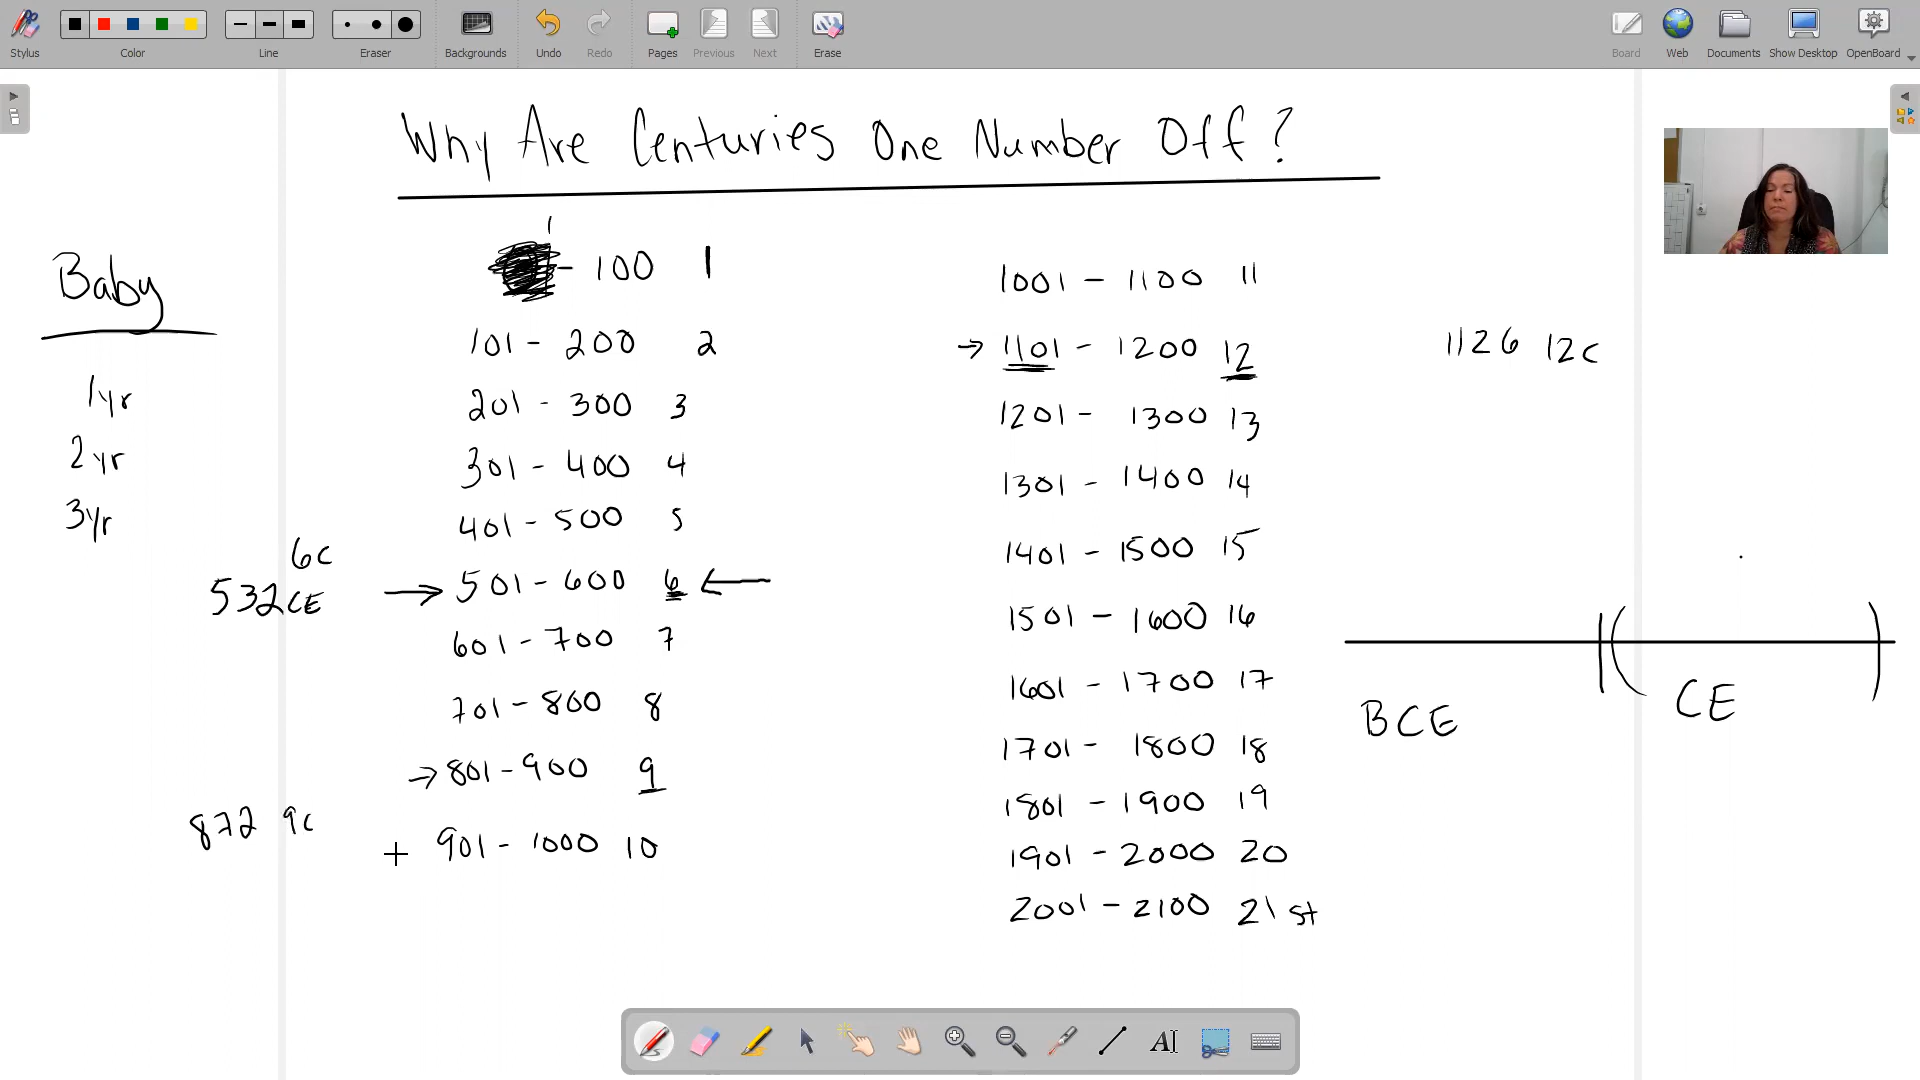 Stylus
Color
Line
Eraser
Backgrounds
Undo
Redo
Pages
Previous
Next
Erase
Board
Web
Documents
Show Desktop
OpenBoard
Why Are Centuries One Number Off?
Baby
1yr
2yr
3yr
6c
532CE
872 9c
1
- 100 1
101 - 200 2
201 - 300 3
301 - 400 4
401 - 500 5
→ 501 - 600 6 ←
601 - 700 7
701 - 800 8
→ 801 - 900 9
901 - 1000 10
1001 - 1100 11
→ 1101 - 1200 12
1201 - 1300 13
1301 - 1400 14
1401 - 1500 15
1501 - 1600 16
1601 - 1700 17
1701 - 1800 18
1801 - 1900 19
1901 - 2000 20
2001 - 2100 21st
1126 12c
BCE
CE
AI